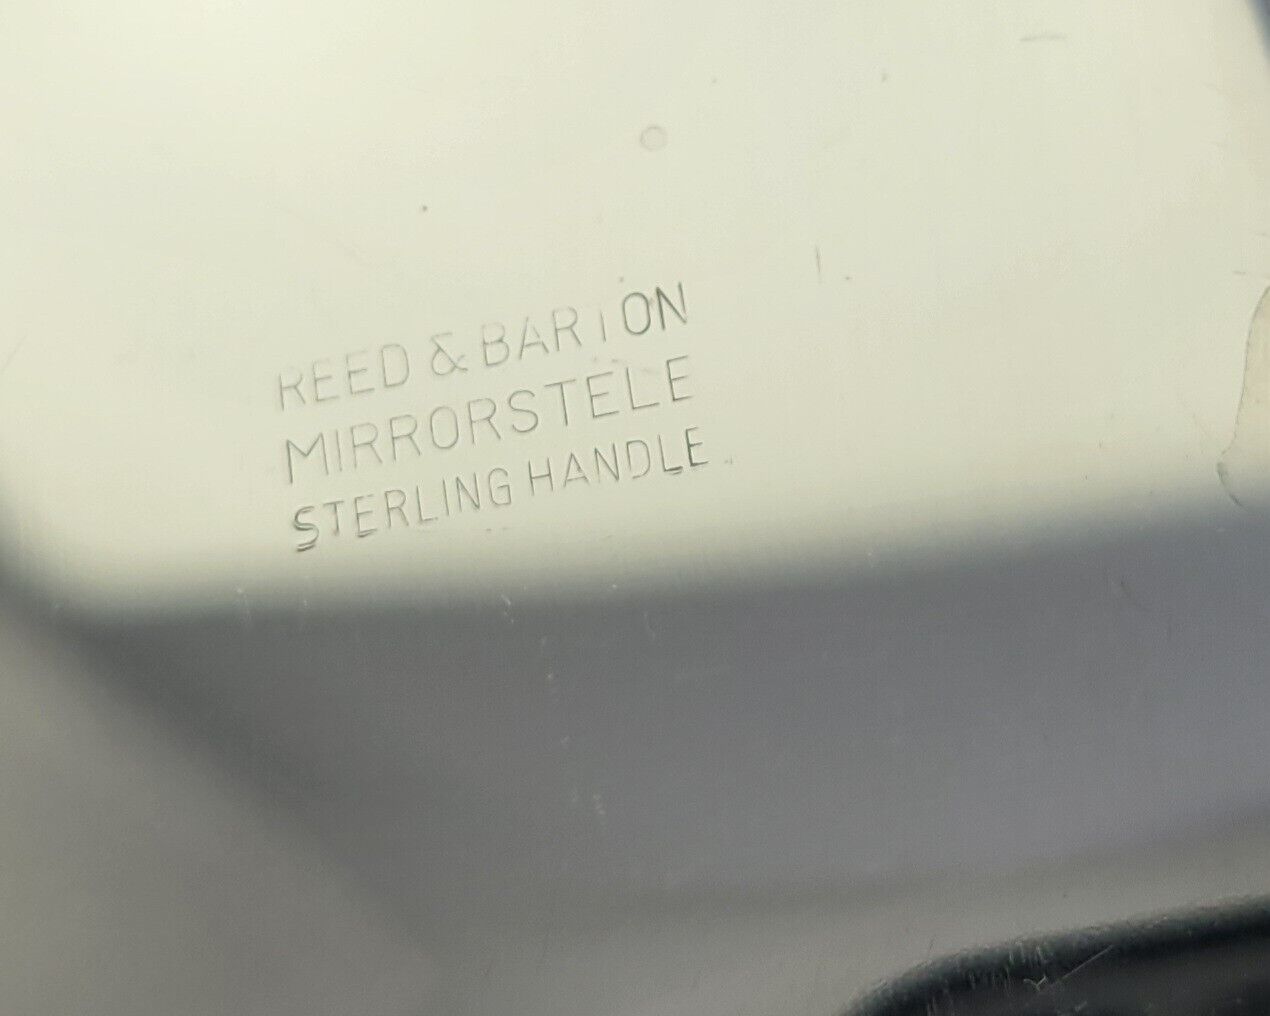 REED & BARTON
MIRRORSTELE
STERLING HANDLE